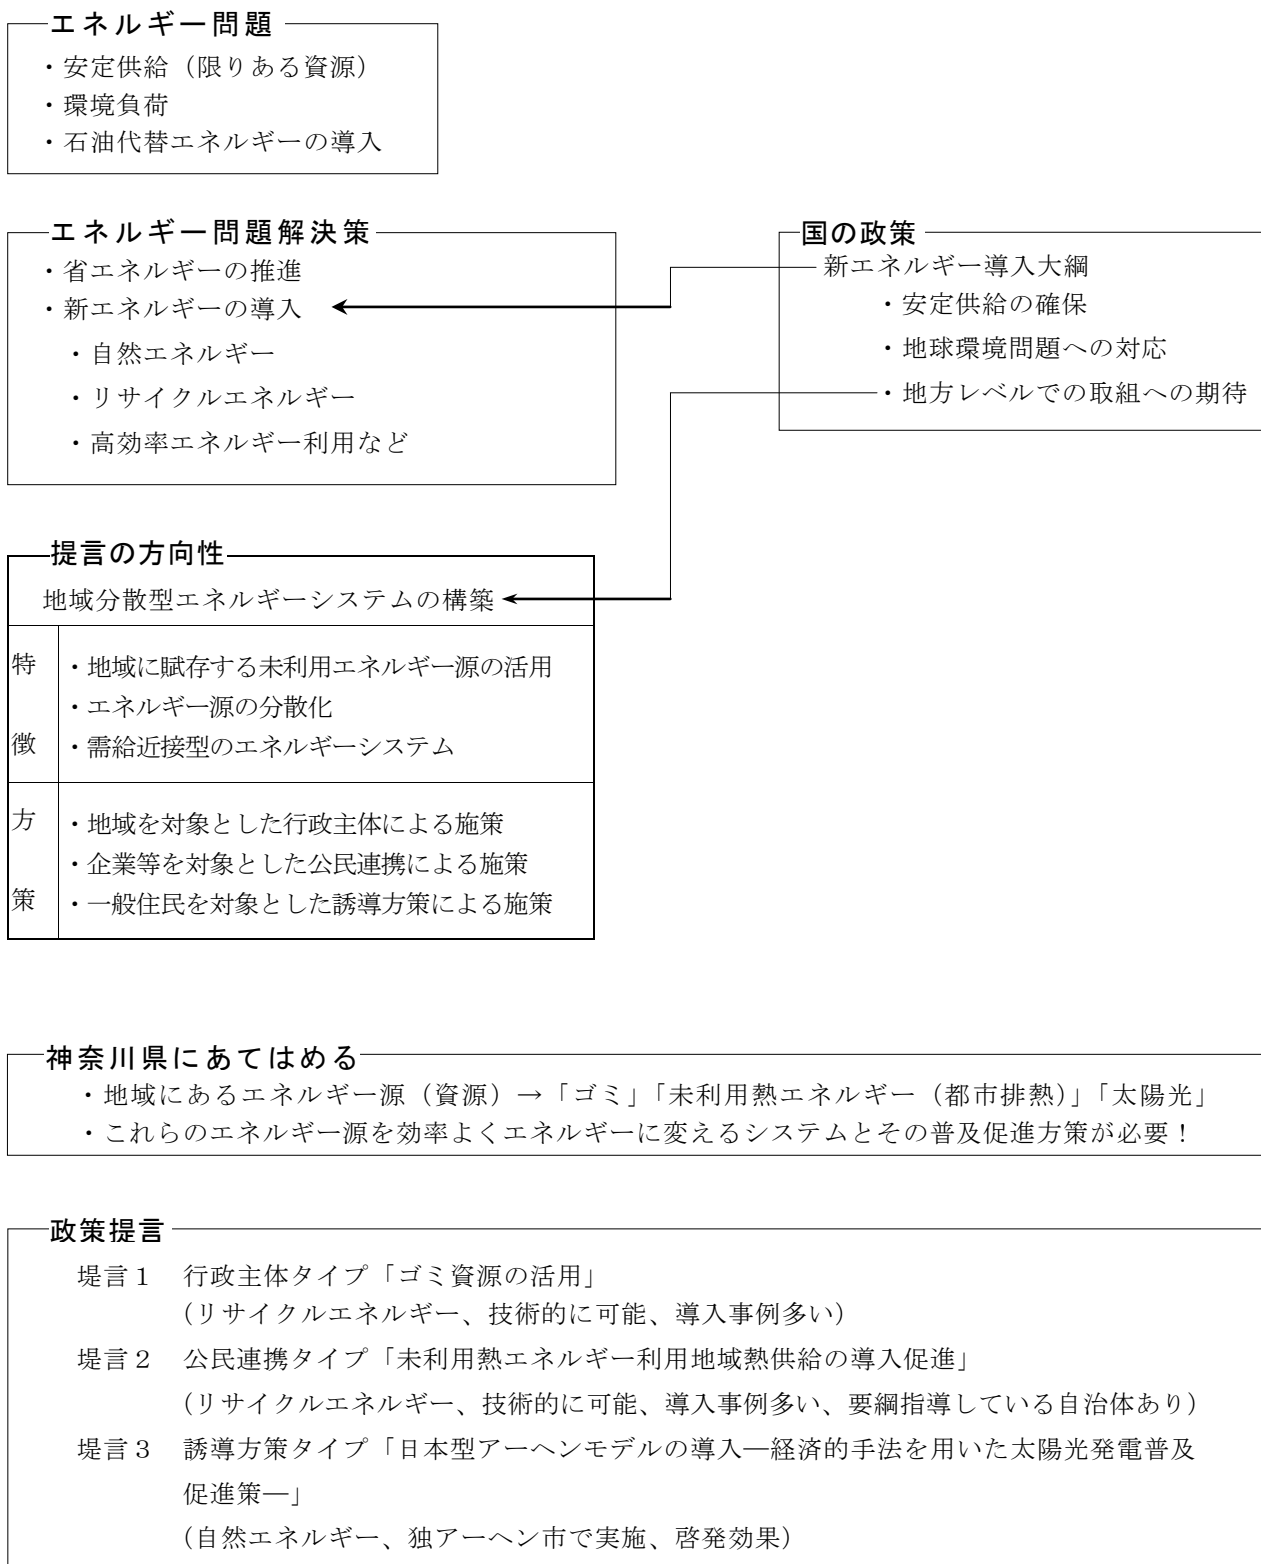 エネルギー問題
・安定供給（限りある資源）
・環境負荷
・石油代替エネルギーの導入
エネルギー問題解決策
・省エネルギーの推進
・新エネルギーの導入
・自然エネルギー
・リサイクルエネルギー
・高効率エネルギー利用など
国の政策
新エネルギー導入大綱
・安定供給の確保
・地球環境問題への対応
・地方レベルでの取組への期待
提言の方向性
地域分散型エネルギーシステムの構築
特徴
・地域に賦存する未利用エネルギー源の活用
・エネルギー源の分散化
・需給近接型のエネルギーシステム
方策
・地域を対象とした行政主体による施策
・企業等を対象とした公民連携による施策
・一般住民を対象とした誘導方策による施策
神奈川県にあてはめる
・地域にあるエネルギー源（資源）→「ゴミ」「未利用熱エネルギー（都市排熱）」「太陽光」
・これらのエネルギー源を効率よくエネルギーに変えるシステムとその普及促進方策が必要！
政策提言
堤言１　行政主体タイプ「ゴミ資源の活用」
（リサイクルエネルギー、技術的に可能、導入事例多い）
堤言２　公民連携タイプ「未利用熱エネルギー利用地域熱供給の導入促進」
（リサイクルエネルギー、技術的に可能、導入事例多い、要綱指導している自治体あり）
堤言３　誘導方策タイプ「日本型アーヘンモデルの導入―経済的手法を用いた太陽光発電普及
促進策―」
（自然エネルギー、独アーヘン市で実施、啓発効果）